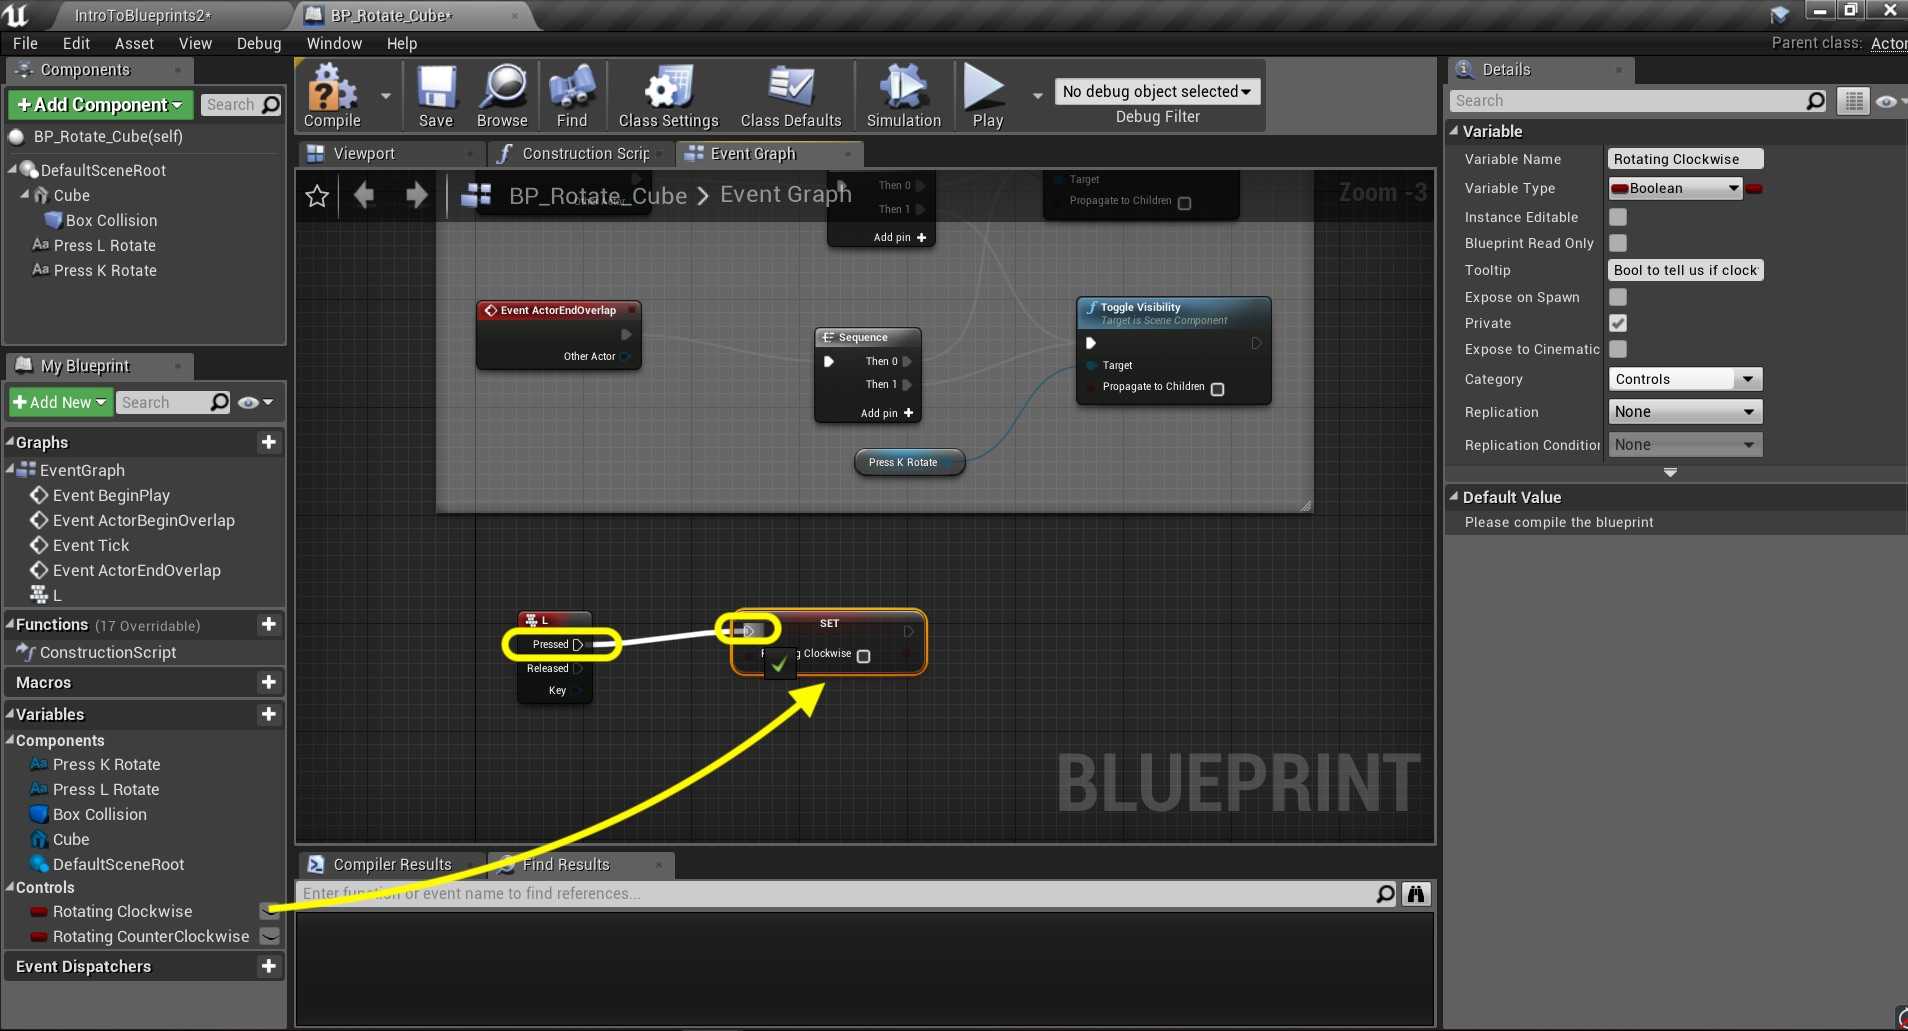 IntroToBlueprints2*
BP_Rotate_Cube*
File Edit Asset View Debug Window Help
Parent class: Actor
Components
+Add Component
Search
BP_Rotate_Cube(self)
DefaultSceneRoot
Cube
Box Collision
Press L Rotate
Press K Rotate
My Blueprint
+Add New
Search
Graphs
EventGraph
Event BeginPlay
Event ActorBeginOverlap
Event Tick
Event ActorEndOverlap
L
Functions (17 Overridable)
ConstructionScript
Macros
Variables
Components
Press K Rotate
Press L Rotate
Box Collision
Cube
DefaultSceneRoot
Controls
Rotating Clockwise
Rotating CounterClockwise
Event Dispatchers
Compile Save Browse Find Class Settings Class Defaults Simulation Play
No debug object selected
Debug Filter
Viewport
Construction Scrip
Event Graph
BP_Rotate_Cube > Event Graph
Zoom -3
Then 0
Then 1
Add pin +
Target
Propagate to Children
Event ActorEndOverlap
Other Actor
Sequence
Then 0
Then 1
Add pin +
Toggle Visibility
Target is Scene Component
Target
Propagate to Children
Press K Rotate
L
Pressed
Released
Key
SET
Clockwise
BLUEPRINT
Compiler Results
Find Results
Enter function or event name to find references...
Details
Search
Variable
Variable Name Rotating Clockwise
Variable Type Boolean
Instance Editable
Blueprint Read Only
Tooltip Bool to tell us if clock
Expose on Spawn
Private
Expose to Cinematic
Category Controls
Replication None
Replication Condition None
Default Value
Please compile the blueprint